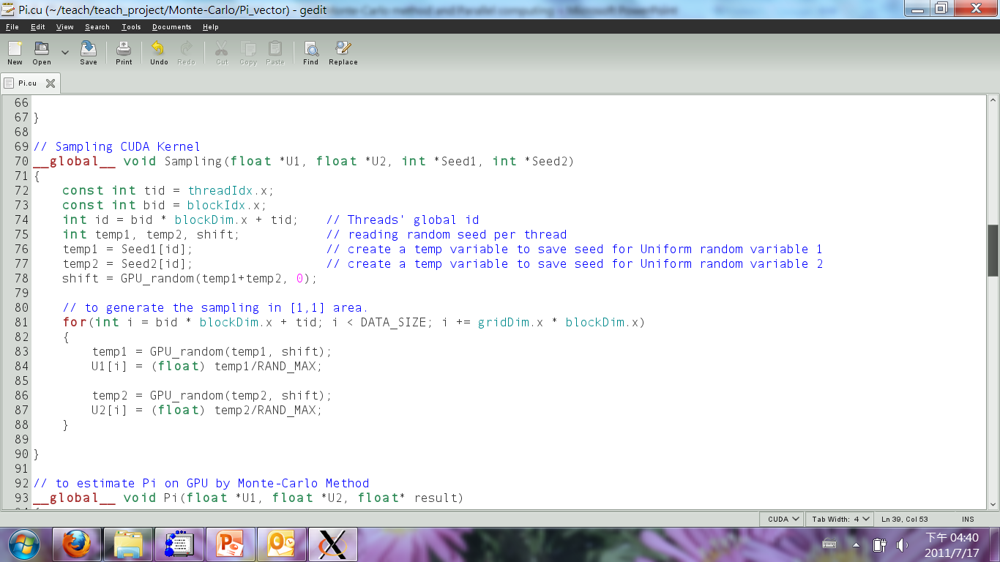 Pi.cu (~/teach/teach_project/Monte-Carlo/Pi_vector) - gedit
File Edit View Search Tools Documents Help
New Open Save Print Undo Redo Cut Copy Paste Find Replace
Pi.cu
66
67 }
68
69 // Sampling CUDA Kernel
70 __global__ void Sampling(float *U1, float *U2, int *Seed1, int *Seed2)
71 {
72     const int tid = threadIdx.x;
73     const int bid = blockIdx.x;
74     int id = bid * blockDim.x + tid;    // Threads' global id
75     int temp1, temp2, shift;            // reading random seed per thread
76     temp1 = Seed1[id];                  // create a temp variable to save seed for Uniform random variable 1
77     temp2 = Seed2[id];                  // create a temp variable to save seed for Uniform random variable 2
78     shift = GPU_random(temp1+temp2, 0);
79
80     // to generate the sampling in [1,1] area.
81     for(int i = bid * blockDim.x + tid; i < DATA_SIZE; i += gridDim.x * blockDim.x)
82     {
83         temp1 = GPU_random(temp1, shift);
84         U1[i] = (float) temp1/RAND_MAX;
85
86         temp2 = GPU_random(temp2, shift);
87         U2[i] = (float) temp2/RAND_MAX;
88     }
89
90 }
91
92 // to estimate Pi on GPU by Monte-Carlo Method
93 __global__ void Pi(float *U1, float *U2, float* result)
CUDA Tab Width: 4 Ln 39, Col 53 INS
下午 04:40
2011/7/17